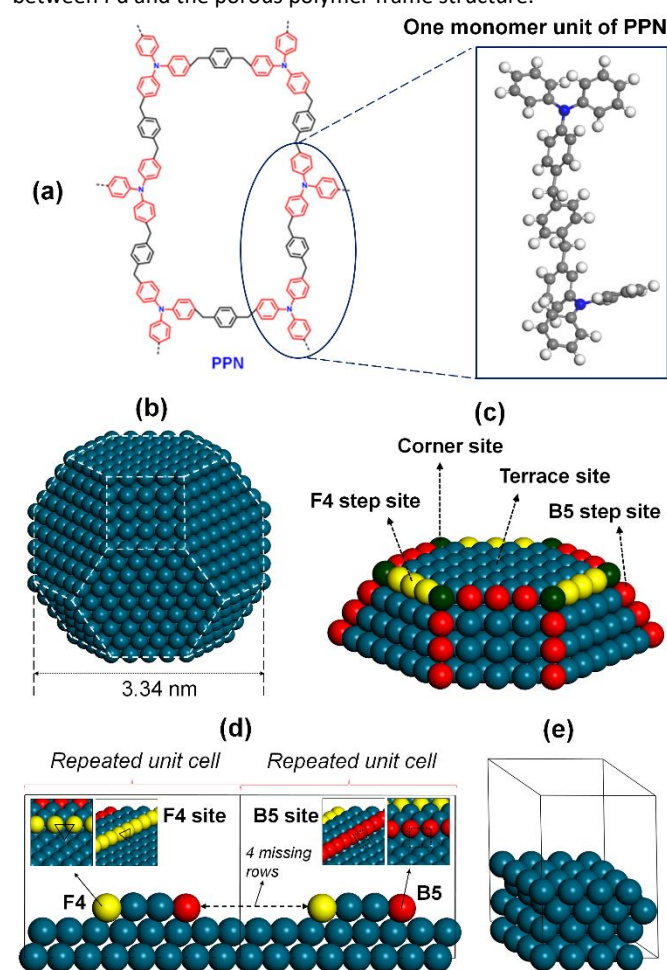 between Pd and the porous polymer frame structure.
One monomer unit of PPN
(a)
N
N
N
N
N
N
PPN
(b)
(c)
Corner site
Terrace site
F4 step site
B5 step site
3.34 nm
(d)
(e)
Repeated unit cell
Repeated unit cell
F4 site
B5 site
4 missing
rows
F4
B5